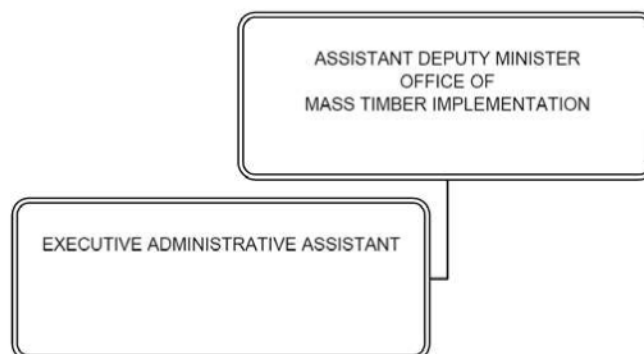 ASSISTANT DEPUTY MINISTER
OFFICE OF
MASS TIMBER IMPLEMENTATION
EXECUTIVE ADMINISTRATIVE ASSISTANT